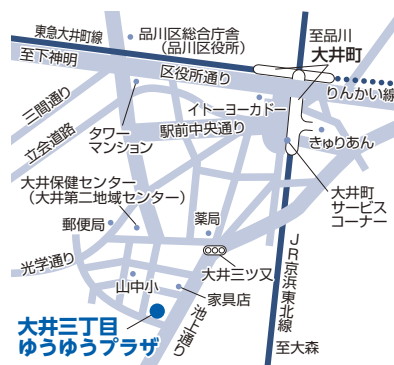 東急大井町線
品川区総合庁舎
（品川区役所）
至品川
大井町
至下神明
区役所通り
りんかい線
三間通り
イトーヨーカドー
立会道路
タワー
マンション
駅前中央通り
きゅりあん
大井保健センター
（大井第二地域センター）
大井町
サービス
コーナー
郵便局
薬局
光学通り
大井三ツ又
山中小
家具店
池上通り
JR京浜東北線
大井三丁目
ゆうゆうプラザ
至大森